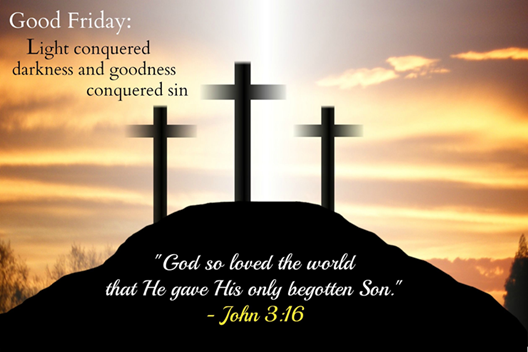 Good Friday:
Light conquered
darkness and goodness
conquered sin
"God so loved the world
that He gave His only begotten Son."
- John 3:16